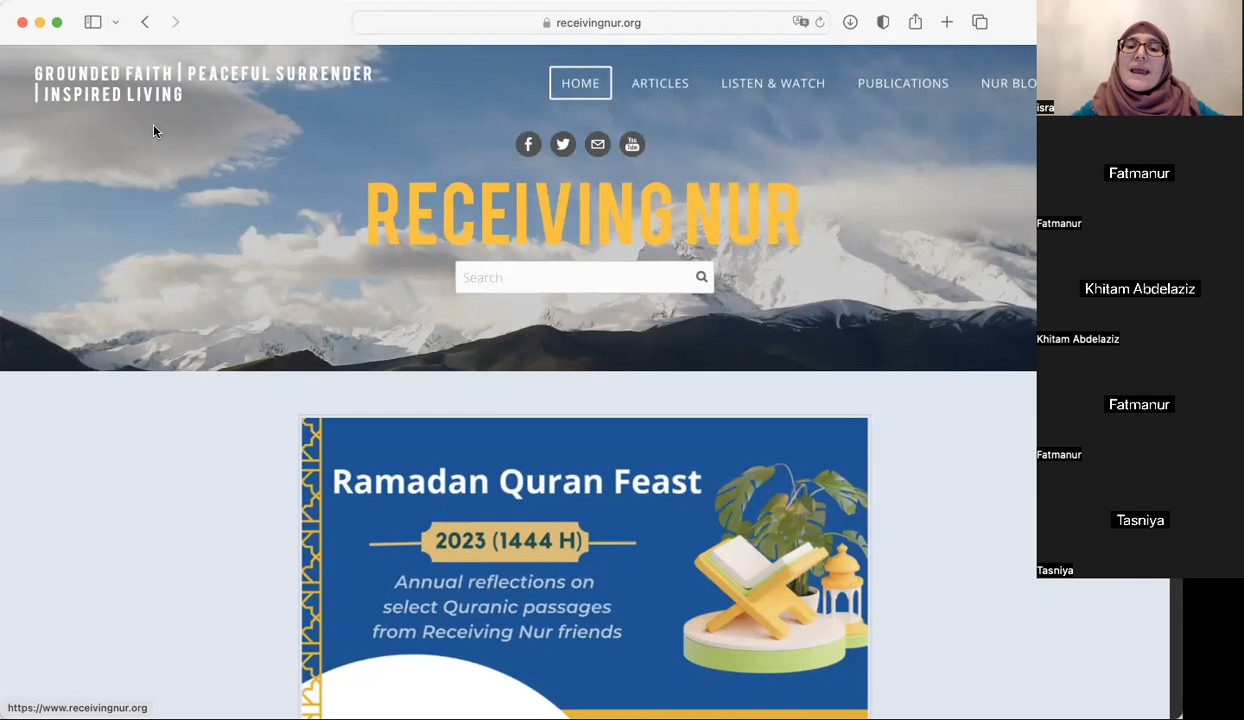 receivingnur.org
GROUNDED FAITH | PEACEFUL SURRENDER
| INSPIRED LIVING
HOME ARTICLES LISTEN & WATCH PUBLICATIONS NUR BLO
You
Tube
RECEIVING NUR
Search
Ramadan Quran Feast
2023 (1444 H)
Annual reflections on
select Quranic passages
from Receiving Nur friends
https://www.receivingnur.org
isra
Fatmanur
Fatmanur
Khitam Abdelaziz
Khitam Abdelaziz
Fatmanur
Fatmanur
Tasniya
Tasniya